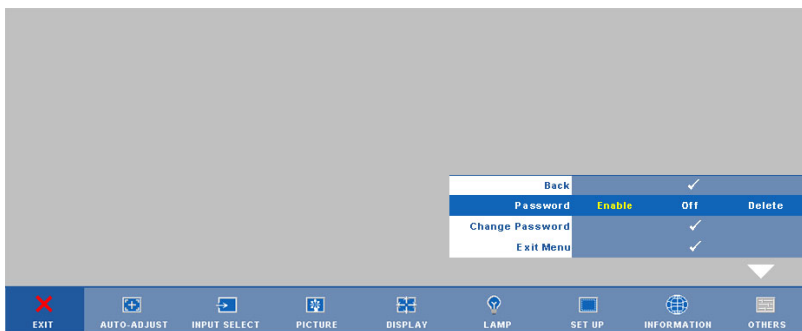 Back
Password Enable Off Delete
Change Password
Exit Menu
EXIT AUTO-ADJUST INPUT SELECT PICTURE DISPLAY LAMP SET UP INFORMATION OTHERS